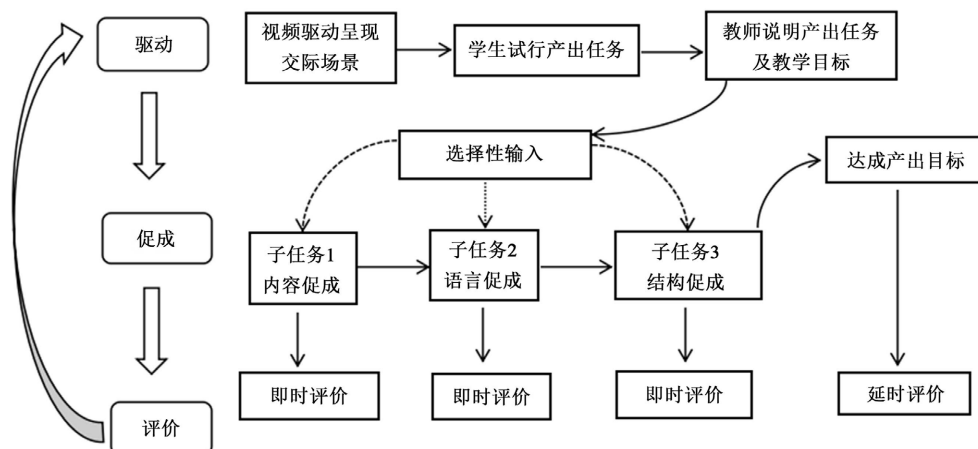 驱动
视频驱动呈现
交际场景
学生试行产出任务
教师说明产出任务
及教学目标
选择性输入
达成产出目标
促成
子任务1
内容促成
子任务2
语言促成
子任务3
结构促成
即时评价
即时评价
即时评价
延时评价
评价